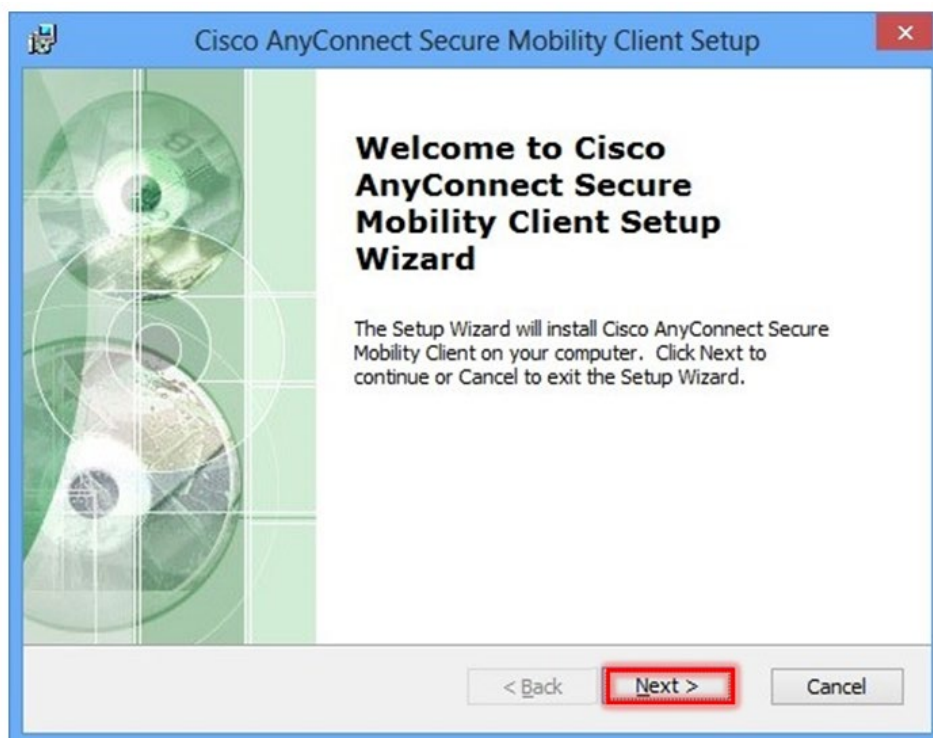 Cisco AnyConnect Secure Mobility Client Setup
Welcome to Cisco
AnyConnect Secure
Mobility Client Setup
Wizard
The Setup Wizard will install Cisco AnyConnect Secure
Mobility Client on your computer.  Click Next to
continue or Cancel to exit the Setup Wizard.
< Back
Next >
Cancel